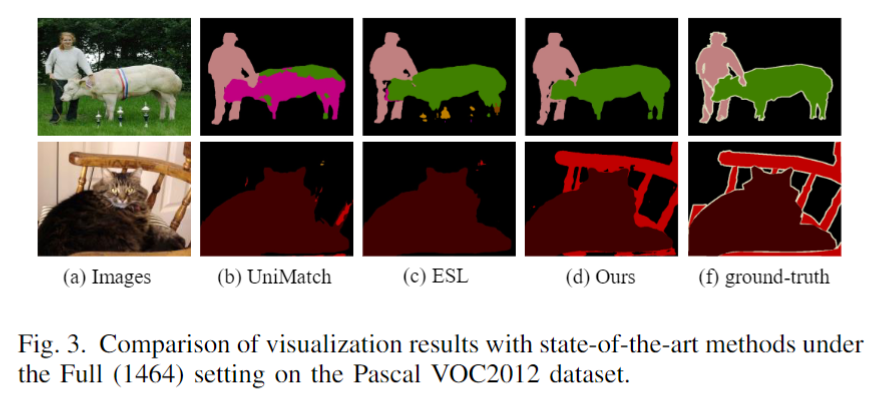 (a) Images (b) UniMatch (c) ESL (d) Ours (f) ground-truth
Fig. 3. Comparison of visualization results with state-of-the-art methods under
the Full (1464) setting on the Pascal VOC2012 dataset.